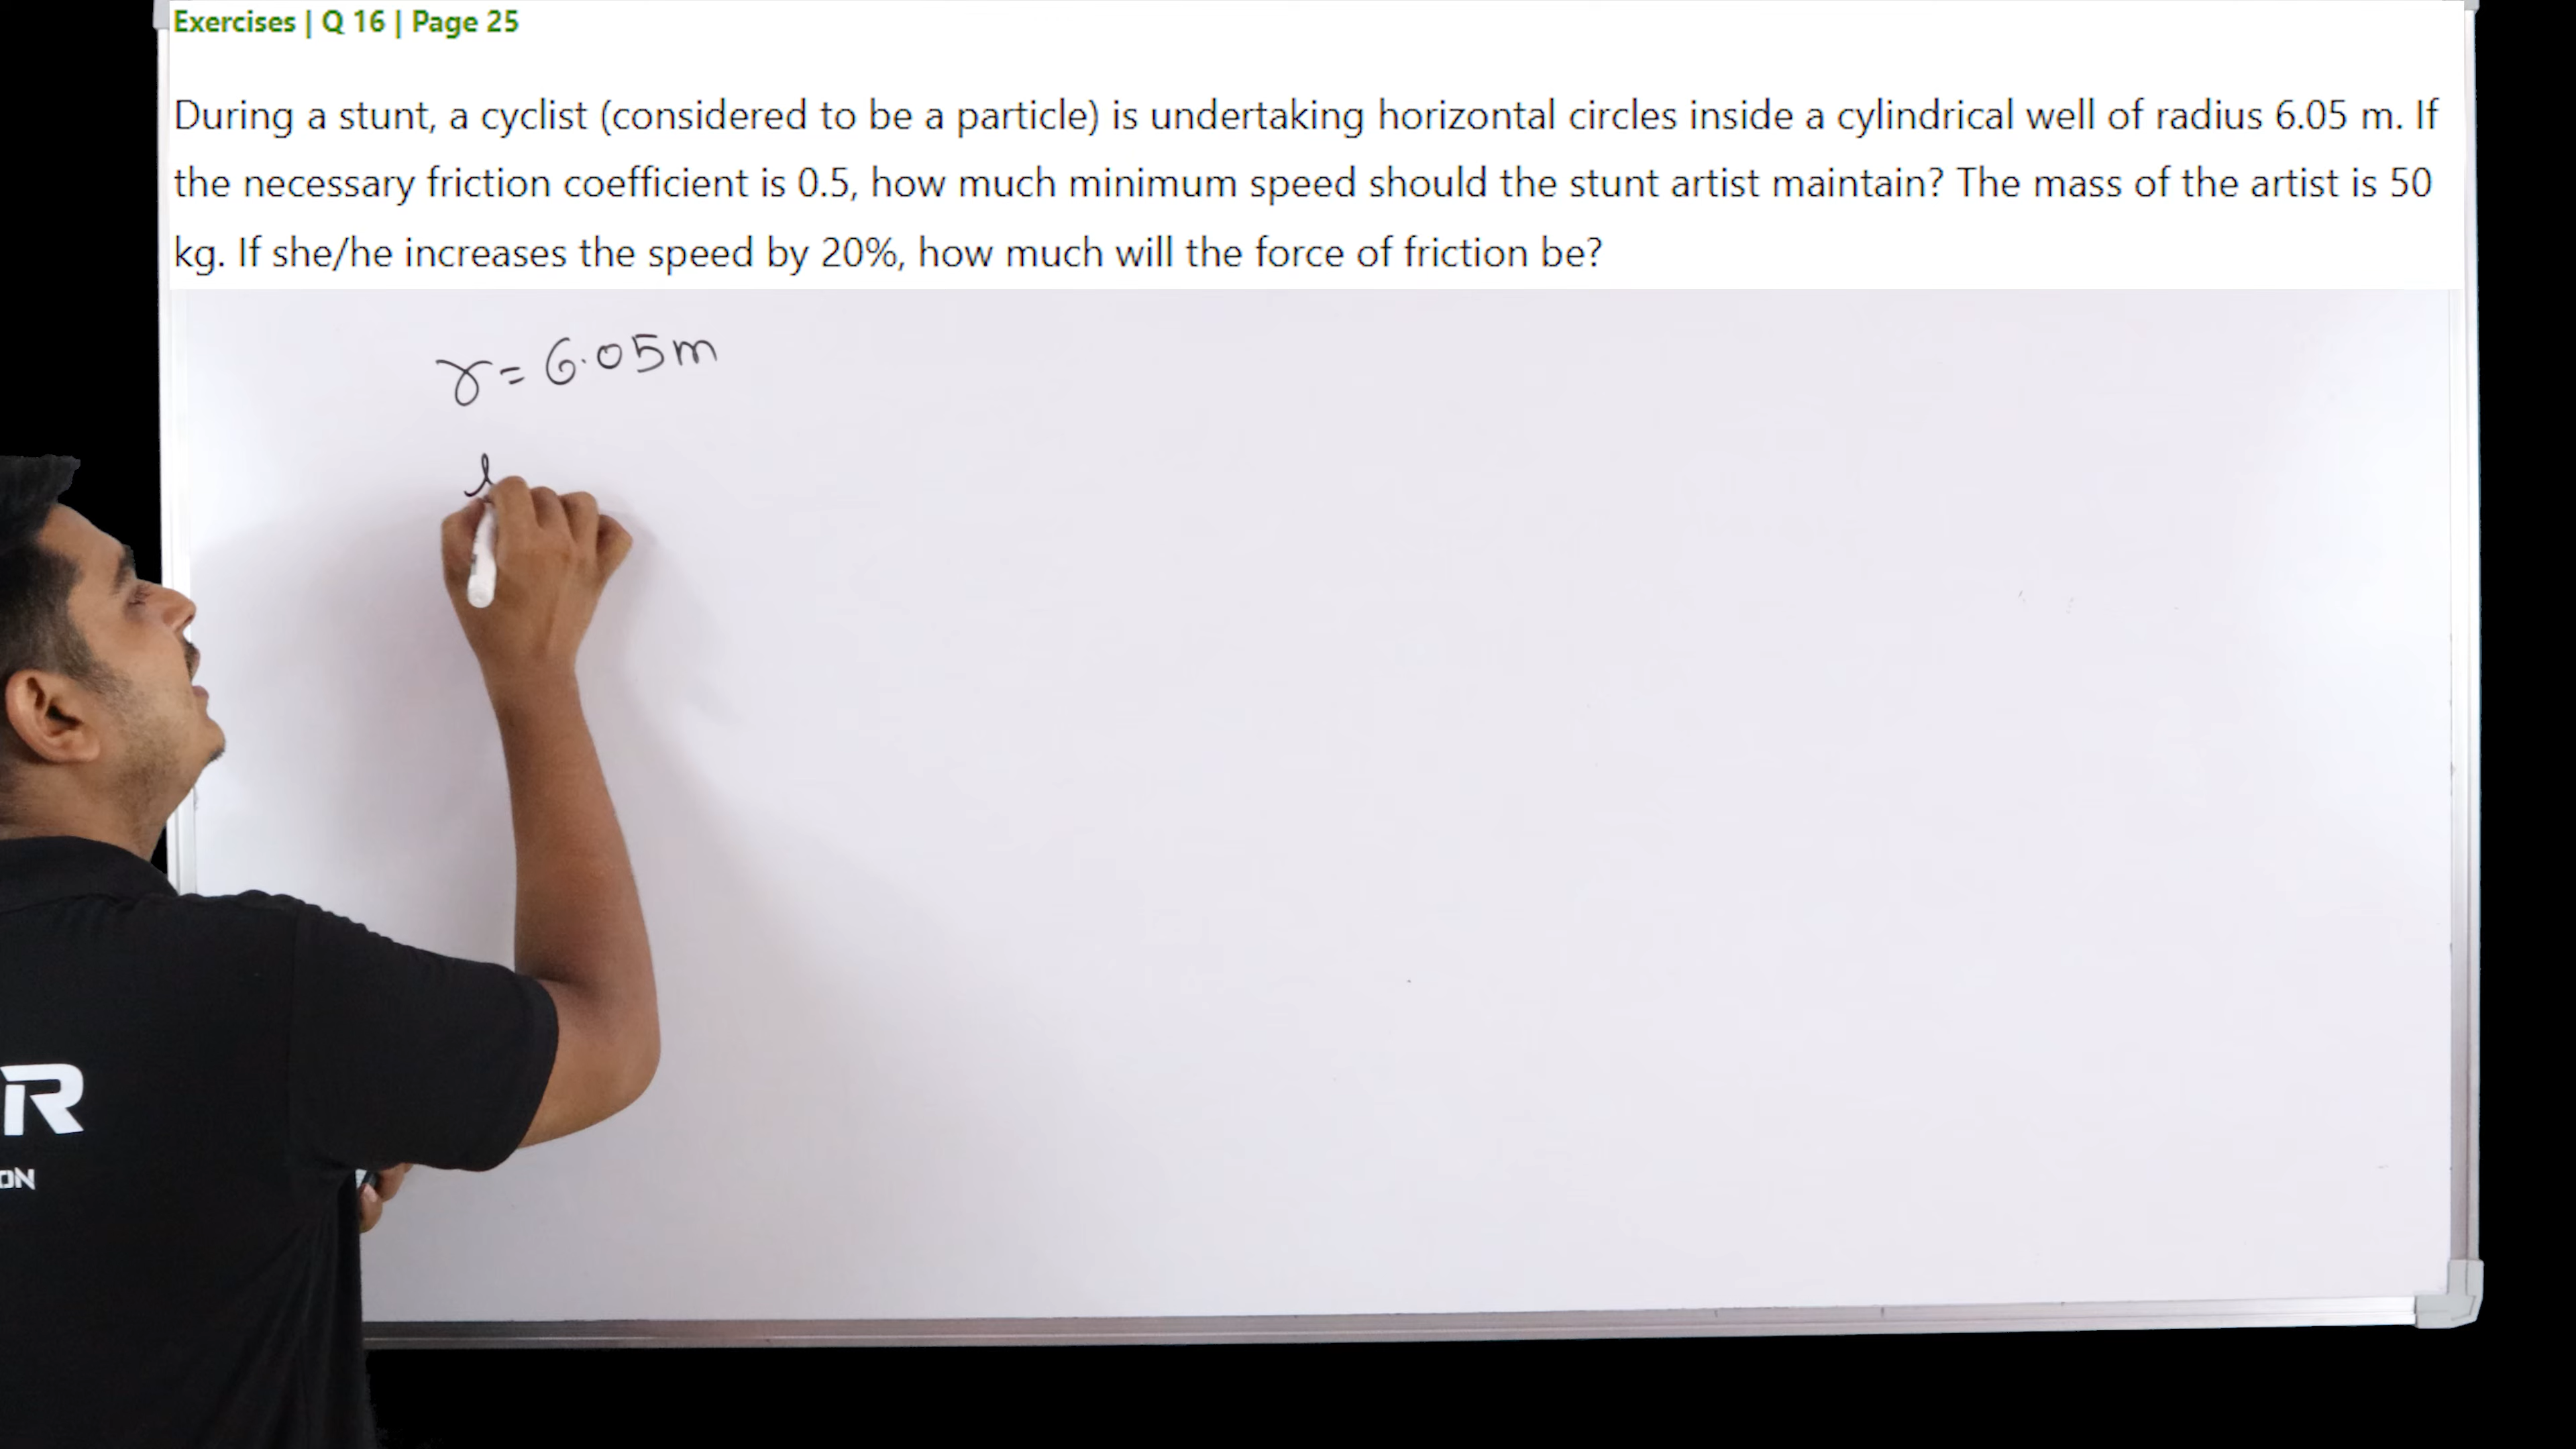 Exercises | Q 16 | Page 25
During a stunt, a cyclist (considered to be a particle) is undertaking horizontal circles inside a cylindrical well of radius 6.05 m. If
the necessary friction coefficient is 0.5, how much minimum speed should the stunt artist maintain? The mass of the artist is 50
kg. If she/he increases the speed by 20%, how much will the force of friction be?
r = 6.05 m
R
ON